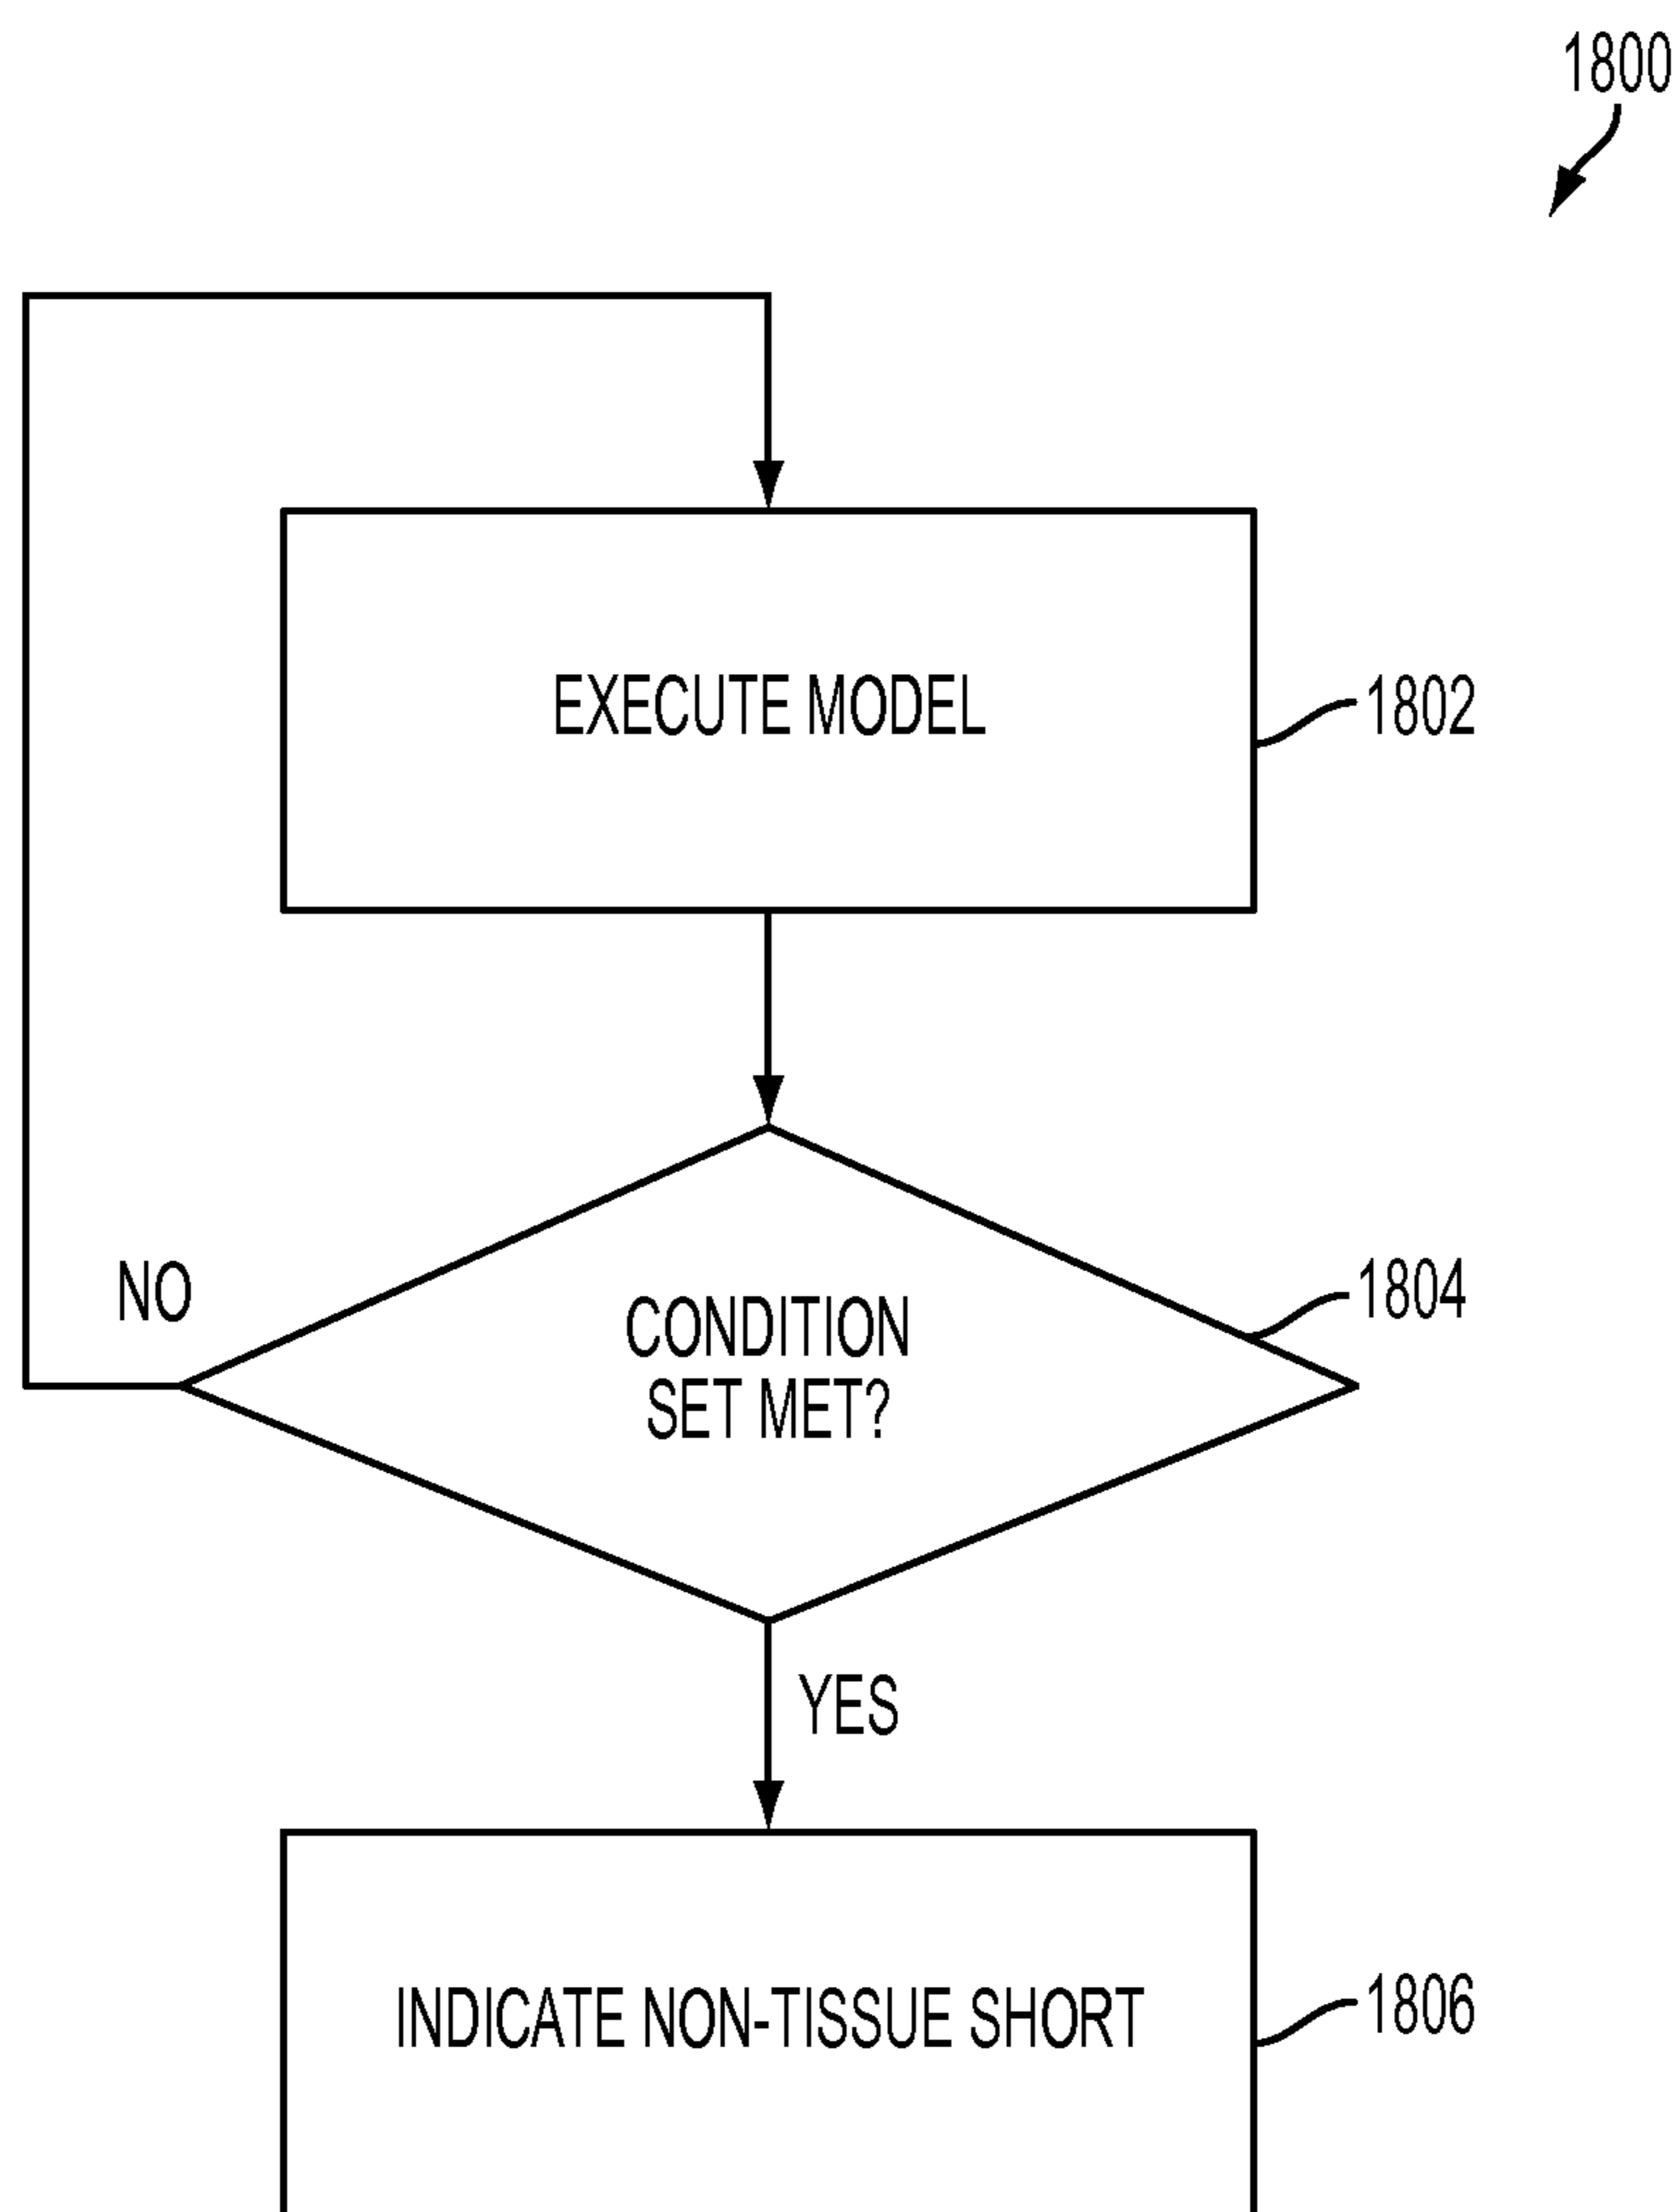 1800
EXECUTE MODEL
1802
NO
CONDITION
SET MET?
1804
YES
INDICATE NON-TISSUE SHORT
1806